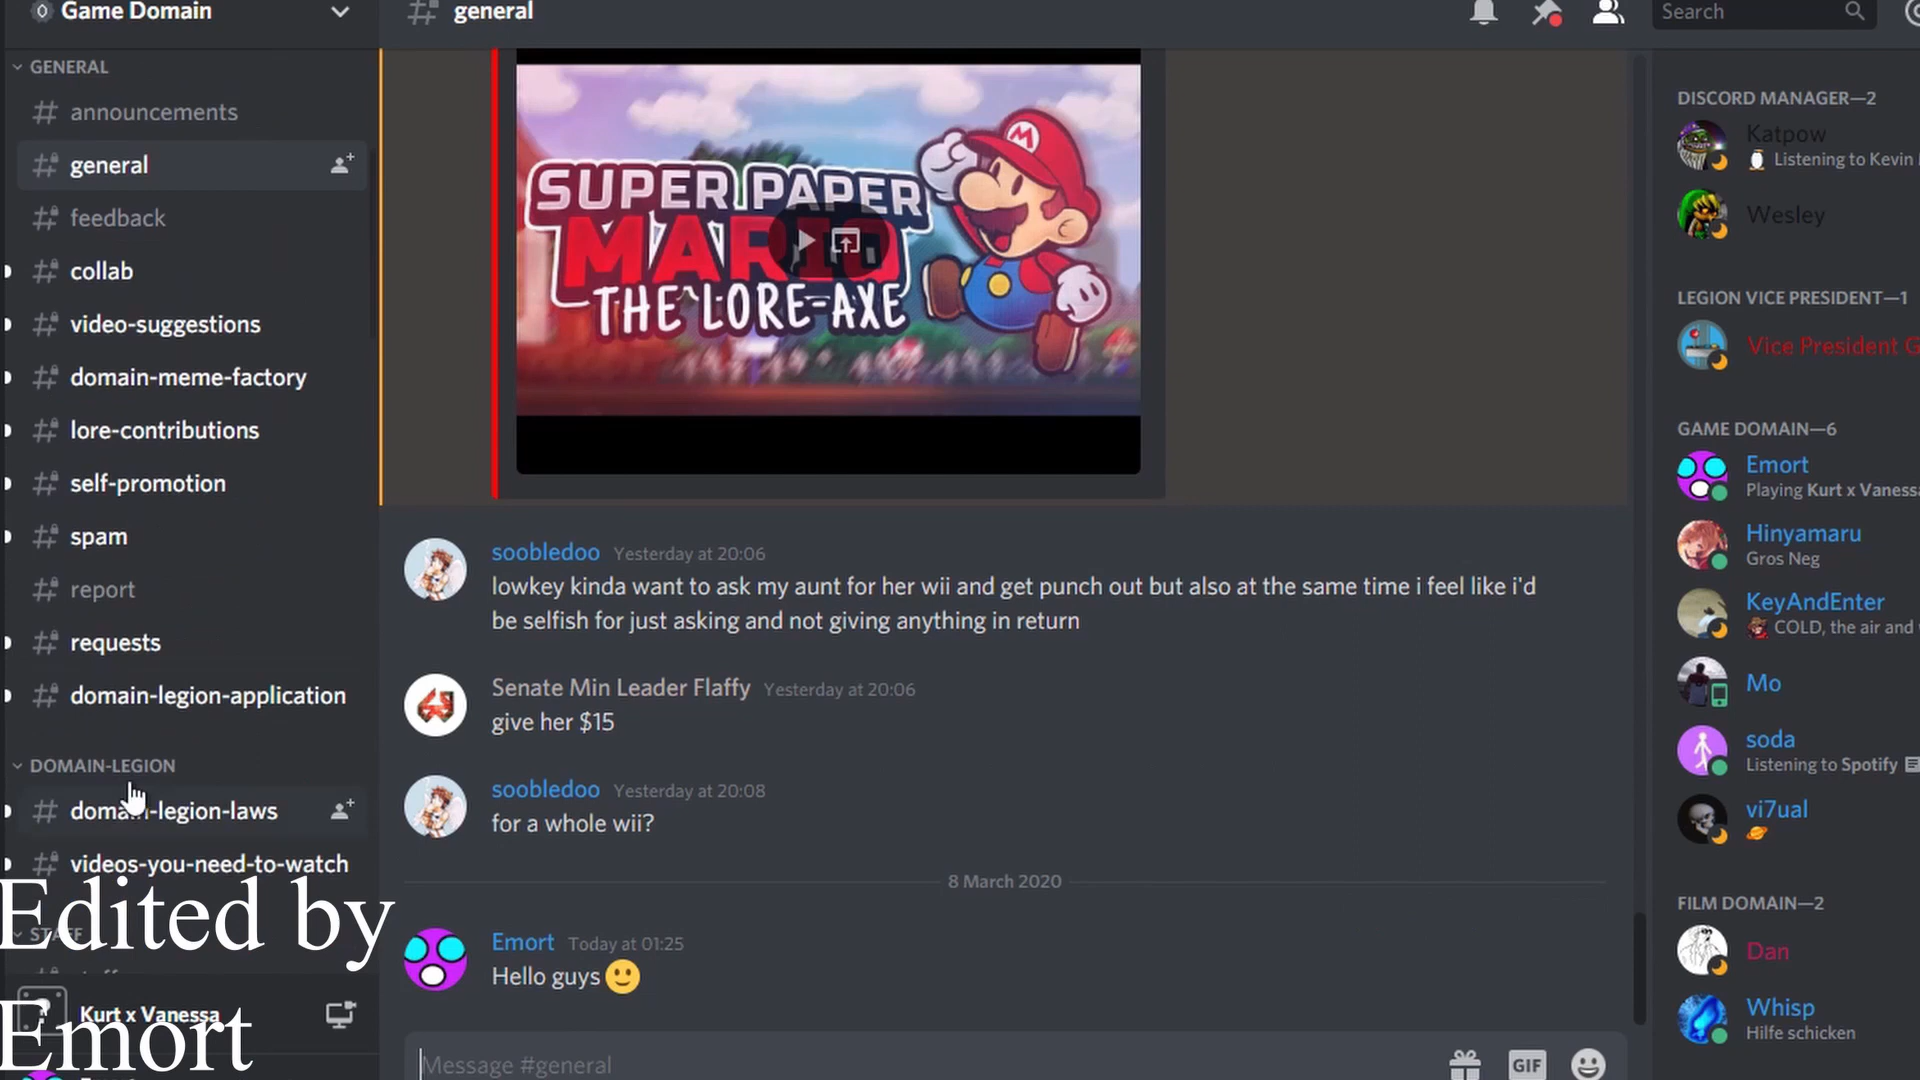 Game Domain
GENERAL
announcements
general
feedback
collab
video-suggestions
domain-meme-factory
lore-contributions
self-promotion
spam
report
requests
domain-legion-application
DOMAIN-LEGION
domain-legion-laws
videos-you-need-to-watch
STAFF
Edited by
Emort
Kurt x Vanessa
general
Search
SUPER PAPER
MARIO
THE LORE-AXE
soobledoo Yesterday at 20:06
lowkey kinda want to ask my aunt for her wii and get punch out but also at the same time i feel like i'd
be selfish for just asking and not giving anything in return
Senate Min Leader Flaffy Yesterday at 20:06
give her $15
soobledoo Yesterday at 20:08
for a whole wii?
8 March 2020
Emort Today at 01:25
Hello guys 🙂
Message #general
GIF
DISCORD MANAGER—2
Katpow
Listening to Kevin
Wesley
LEGION VICE PRESIDENT—1
Vice President G
GAME DOMAIN—6
Emort
Playing Kurt x Vanessa
Hinyamaru
Gros Neg
KeyAndEnter
COLD, the air and
Mo
soda
Listening to Spotify
vi7ual
FILM DOMAIN—2
Dan
Whisp
Hilfe schicken